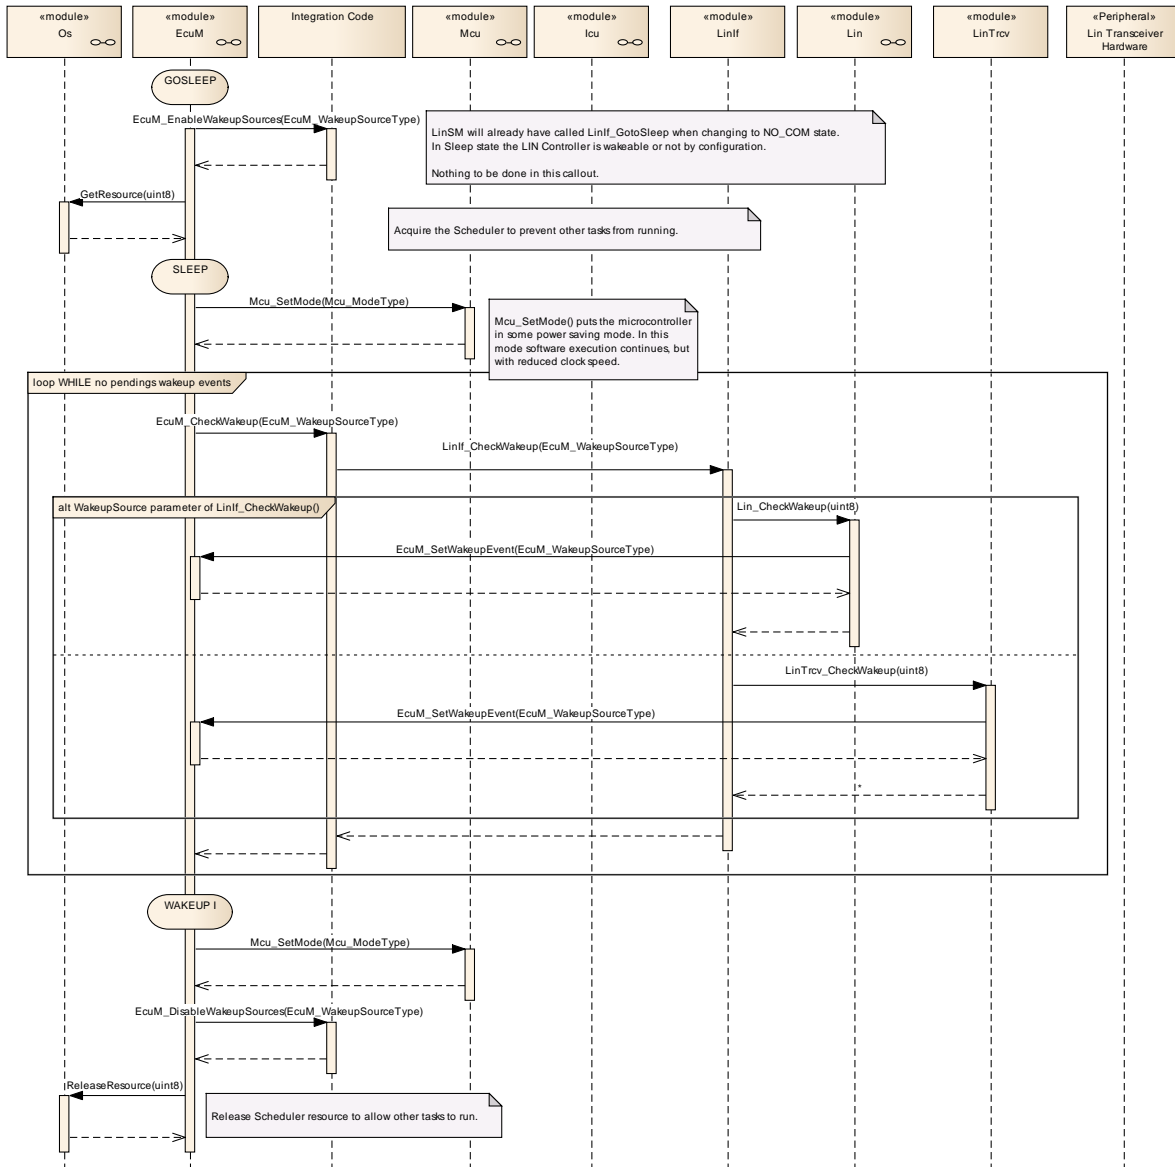 «module»
Os
«module»
EcuM
Integration Code
«module»
Mcu
«module»
Icu
«module»
LinIf
«module»
Lin
«module»
LinTrcv
«Peripheral»
Lin Transceiver
Hardware
GOSLEEP
EcuM_EnableWakeupSources(EcuM_WakeupSourceType)
LinSM will already have called LinIf_GotoSleep when changing to NO_COM state.
In Sleep state the LIN Controller is wakeable or not by configuration.
Nothing to be done in this callout.
GetResource(uint8)
Acquire the Scheduler to prevent other tasks from running.
SLEEP
Mcu_SetMode(Mcu_ModeType)
Mcu_SetMode() puts the microcontroller
in some power saving mode. In this
mode software execution continues, but
with reduced clock speed.
loop WHILE no pendings wakeup events
EcuM_CheckWakeup(EcuM_WakeupSourceType)
LinIf_CheckWakeup(EcuM_WakeupSourceType)
alt WakeupSource parameter of LinIf_CheckWakeup()
Lin_CheckWakeup(uint8)
EcuM_SetWakeupEvent(EcuM_WakeupSourceType)
LinTrcv_CheckWakeup(uint8)
EcuM_SetWakeupEvent(EcuM_WakeupSourceType)
WAKEUP I
Mcu_SetMode(Mcu_ModeType)
EcuM_DisableWakeupSources(EcuM_WakeupSourceType)
ReleaseResource(uint8)
Release Scheduler resource to allow other tasks to run.